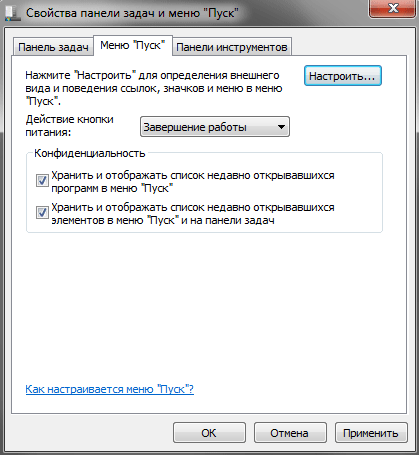 Свойства панели задач и меню "Пуск"
Панель задач Меню "Пуск" Панели инструментов
Нажмите "Настроить" для определения внешнего
вида и поведения ссылок, значков и меню в меню
"Пуск".
Настроить...
Действие кнопки
питания:
Завершение работы
Конфиденциальность
Хранить и отображать список недавно открывавшихся
программ в меню "Пуск"
Хранить и отображать список недавно открывавшихся
элементов в меню "Пуск" и на панели задач
Как настраивается меню "Пуск"?
ОК Отмена Применить